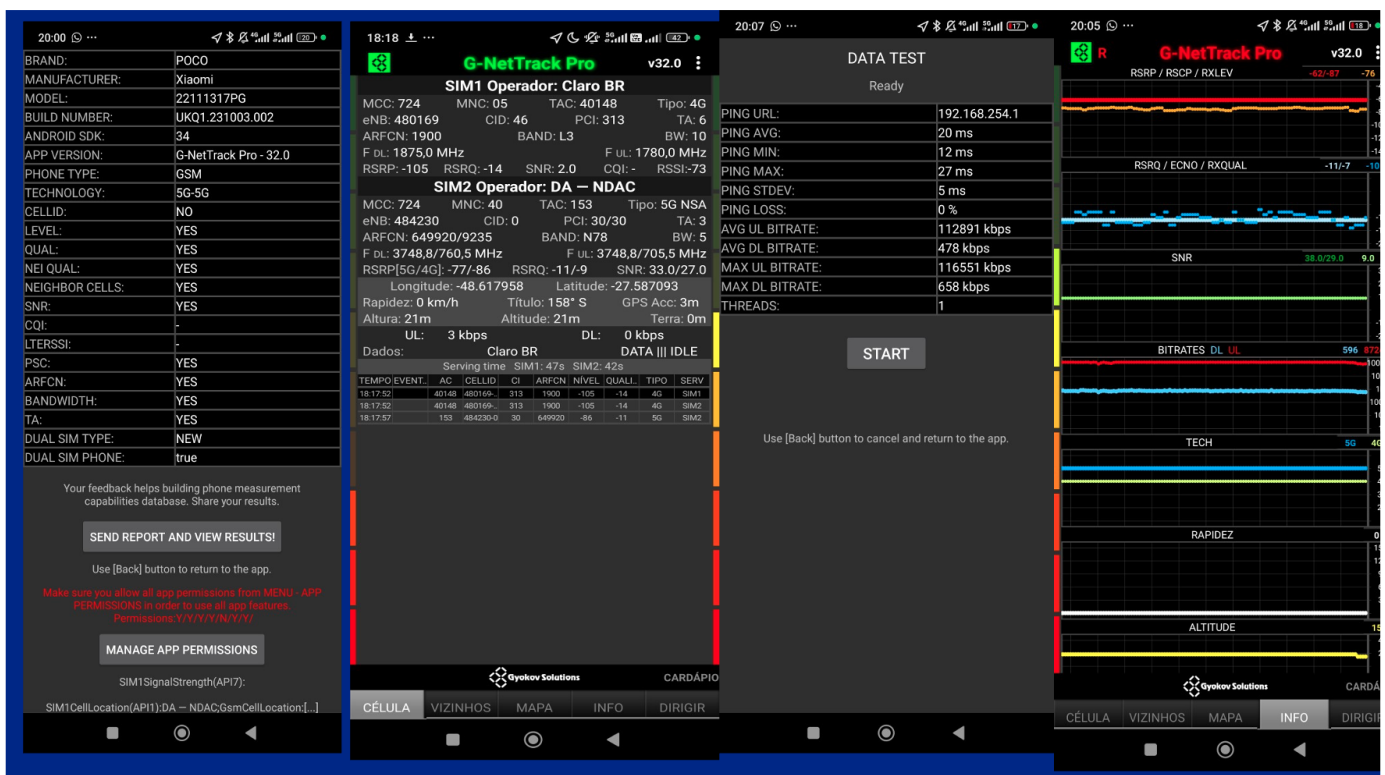 20:00 ··· 4G 5G 20
BRAND: POCO
MANUFACTURER: Xiaomi
MODEL: 22111317PG
BUILD NUMBER: UKQ1.231003.002
ANDROID SDK: 34
APP VERSION: G-NetTrack Pro - 32.0
PHONE TYPE: GSM
TECHNOLOGY: 5G-5G
CELLID: NO
LEVEL: YES
QUAL: YES
NEI QUAL: YES
NEIGHBOR CELLS: YES
SNR: YES
CQI: -
LTERSSI: -
PSC: YES
ARFCN: YES
BANDWIDTH: YES
TA: YES
DUAL SIM TYPE: NEW
DUAL SIM PHONE: true
Your feedback helps building phone measurement
capabilities database. Share your results.
SEND REPORT AND VIEW RESULTS!
Use [Back] button to return to the app.
Make sure you allow all app permissions from MENU - APP
PERMISSIONS in order to use all app features.
Permissions:Y/Y/Y/Y/N/Y/Y/
MANAGE APP PERMISSIONS
SIM1SignalStrength(API7):
SIM1CellLocation(API1):DA — NDAC;GsmCellLocation:[...]
18:18 ··· 5G 42
G-NetTrack Pro v32.0
SIM1 Operador: Claro BR
MCC: 724 MNC: 05 TAC: 40148 Tipo: 4G
eNB: 480169 CID: 46 PCI: 313 TA: 6
ARFCN: 1900 BAND: L3 BW: 10
F DL: 1875,0 MHz F UL: 1780,0 MHz
RSRP: -105 RSRQ: -14 SNR: 2.0 CQI: - RSSI:-73
SIM2 Operador: DA — NDAC
MCC: 724 MNC: 40 TAC: 153 Tipo: 5G NSA
eNB: 484230 CID: 0 PCI: 30/30 TA: 3
ARFCN: 649920/9235 BAND: N78 BW: 5
F DL: 3748,8/760,5 MHz F UL: 3748,8/705,5 MHz
RSRP[5G/4G]: -77/-86 RSRQ: -11/-9 SNR: 33.0/27.0
Longitude: -48.617958 Latitude: -27.587093
Rapidez: 0 km/h Título: 158° S GPS Acc: 3m
Altura: 21m Altitude: 21m Terra: 0m
UL: 3 kbps DL: 0 kbps
Dados: Claro BR DATA ||| IDLE
Serving time SIM1: 47s SIM2: 42s
TEMPO EVENT.. AC CELLID CI ARFCN NÍVEL QUALI.. TIPO SERV
18:17:52 40148 480169-.. 313 1900 -105 -14 4G SIM1
18:17:52 40148 480169-.. 313 1900 -105 -14 4G SIM2
18:17:57 153 484230-0 30 649920 -86 -11 5G SIM2
Gyokov Solutions CARDÁPIO
CÉLULA VIZINHOS MAPA INFO DIRIGIR
20:07 ··· 4G 5G 17
DATA TEST
Ready
PING URL: 192.168.254.1
PING AVG: 20 ms
PING MIN: 12 ms
PING MAX: 27 ms
PING STDEV: 5 ms
PING LOSS: 0 %
AVG UL BITRATE: 112891 kbps
AVG DL BITRATE: 478 kbps
MAX UL BITRATE: 116551 kbps
MAX DL BITRATE: 658 kbps
THREADS: 1
START
Use [Back] button to cancel and return to the app.
20:05 ··· 4G 5G 18
R G-NetTrack Pro v32.0
RSRP / RSCP / RXLEV -62/-87 -76
RSRQ / ECNO / RXQUAL -11/-7 -10
SNR 38.0/29.0 9.0
BITRATES DL UL 596
TECH 5G 4G
RAPIDEZ 0
ALTITUDE 15
Gyokov Solutions CARDÁ
CÉLULA VIZINHOS MAPA INFO DIRIGIR